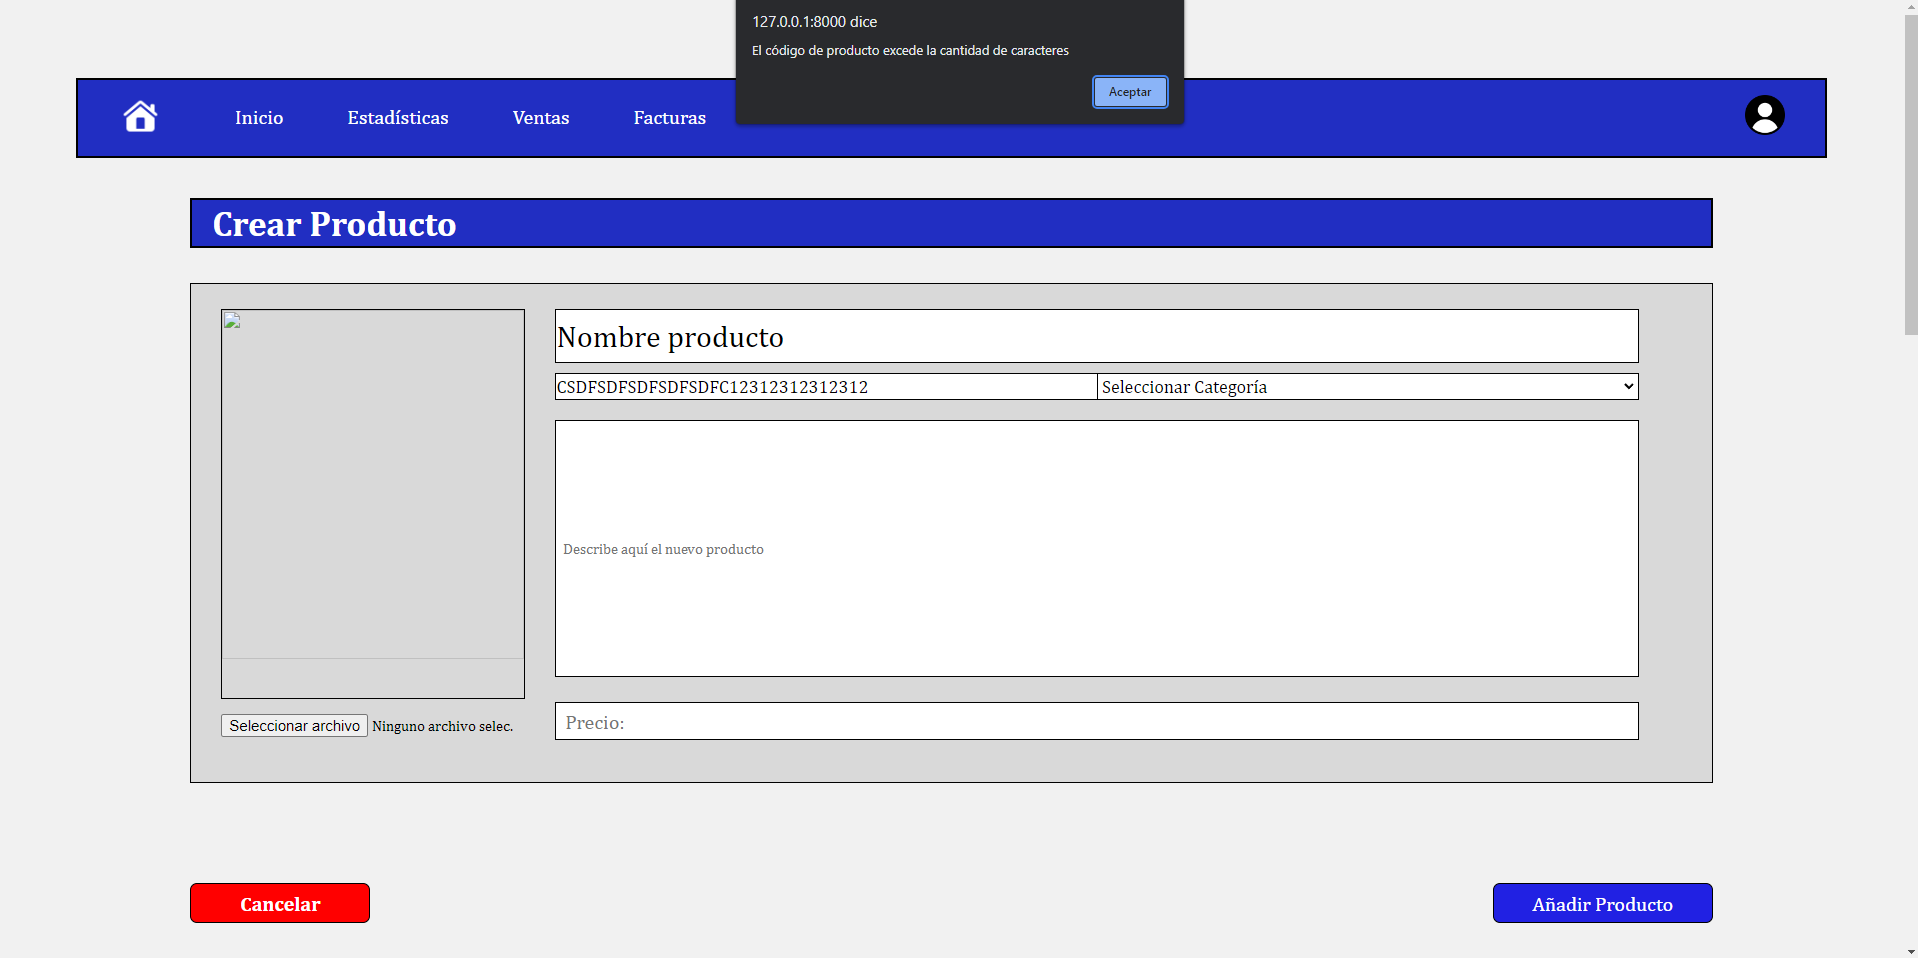 127.0.0.1:8000 dice
El código de producto excede la cantidad de caracteres
Aceptar
Inicio Estadísticas Ventas Facturas
Crear Producto
Nombre producto
CSDFSDFSDFSDFSDFC12312312312312 Seleccionar Categoría
Describe aquí el nuevo producto
Precio:
Seleccionar archivo Ninguno archivo selec.
Cancelar Añadir Producto